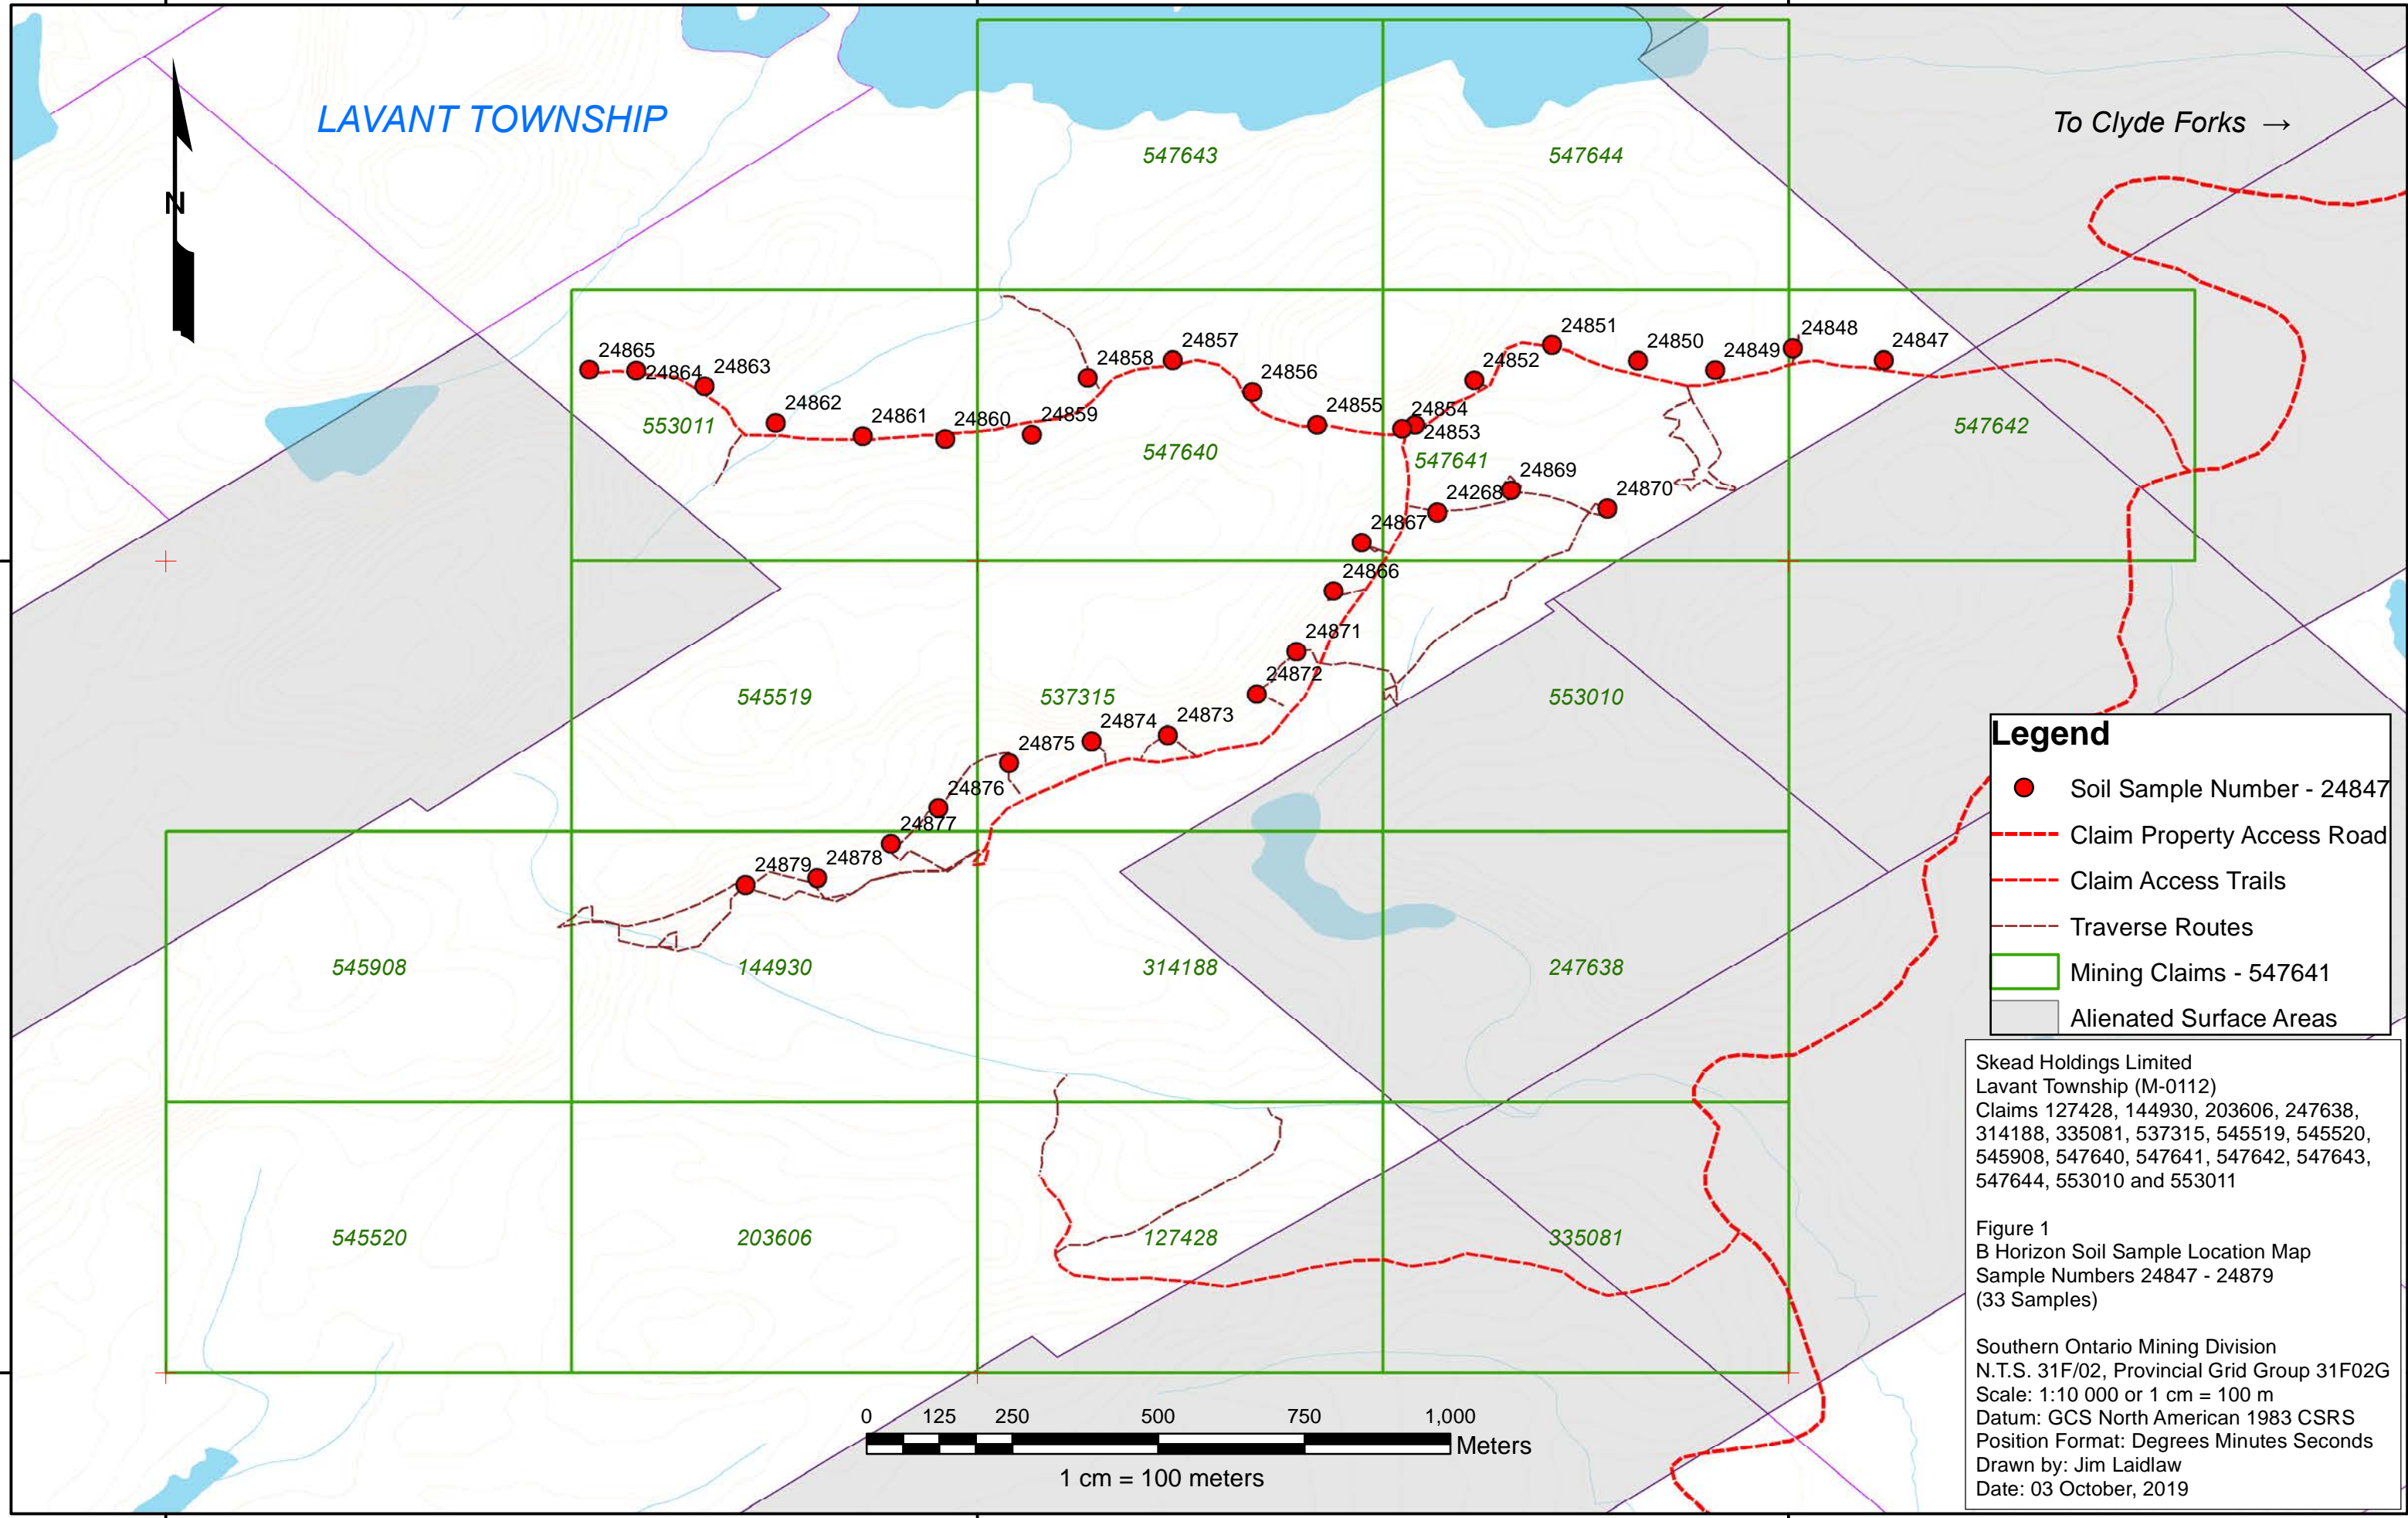 LAVANT TOWNSHIP
To Clyde Forks →
N
547643
547644
24865
24864
24863
24862
24861
24860
24859
24858
24857
24856
24855
24854
24853
24852
24851
24850
24849
24848
24847
553011
547640
547641
547642
24268
24869
24870
24867
24866
24871
24872
24873
24874
24875
24876
24877
24878
24879
545519
537315
553010
545908
144930
314188
247638
545520
203606
127428
335081
Legend
Soil Sample Number - 24847
Claim Property Access Road
Claim Access Trails
Traverse Routes
Mining Claims - 547641
Alienated Surface Areas
Skead Holdings Limited
Lavant Township (M-0112)
Claims 127428, 144930, 203606, 247638,
314188, 335081, 537315, 545519, 545520,
545908, 547640, 547641, 547642, 547643,
547644, 553010 and 553011
Figure 1
B Horizon Soil Sample Location Map
Sample Numbers 24847 - 24879
(33 Samples)
Southern Ontario Mining Division
N.T.S. 31F/02, Provincial Grid Group 31F02G
Scale: 1:10 000 or 1 cm = 100 m
Datum: GCS North American 1983 CSRS
Position Format: Degrees Minutes Seconds
Drawn by: Jim Laidlaw
Date: 03 October, 2019
0 125 250 500 750 1,000
Meters
1 cm = 100 meters